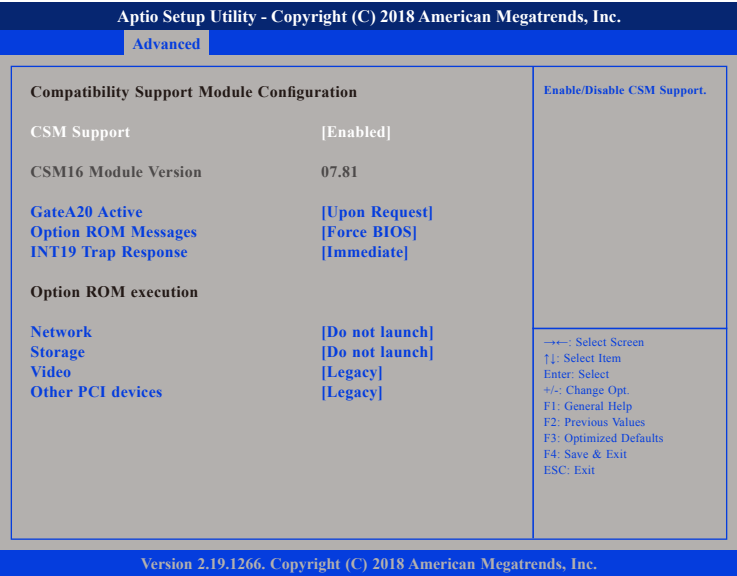 Aptio Setup Utility - Copyright (C) 2018 American Megatrends, Inc.
Advanced
Compatibility Support Module Configuration
CSM Support [Enabled]
CSM16 Module Version 07.81
GateA20 Active [Upon Request]
Option ROM Messages [Force BIOS]
INT19 Trap Response [Immediate]
Option ROM execution
Network [Do not launch]
Storage [Do not launch]
Video [Legacy]
Other PCI devices [Legacy]
Enable/Disable CSM Support.
→←: Select Screen
↑↓: Select Item
Enter: Select
+/-: Change Opt.
F1: General Help
F2: Previous Values
F3: Optimized Defaults
F4: Save & Exit
ESC: Exit
Version 2.19.1266. Copyright (C) 2018 American Megatrends, Inc.